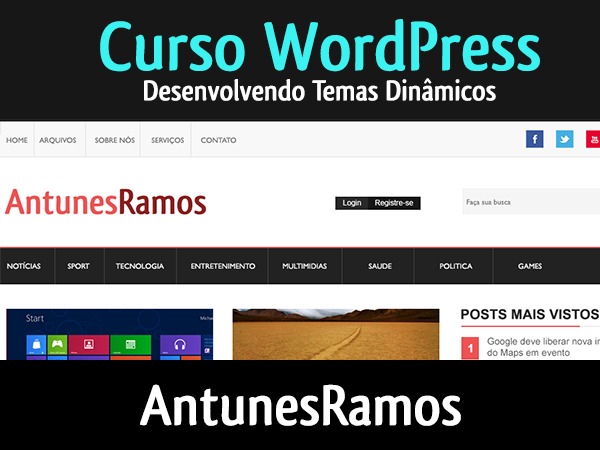 Curso WordPress
Desenvolvendo Temas Dinâmicos
HOME ARQUIVOS SOBRE NÓS SERVIÇOS CONTATO
AntunesRamos
Login Registre-se
Faça sua busca
NOTÍCIAS SPORT TECNOLOGIA ENTRETENIMENTO MULTIMIDIAS SAUDE POLITICA GAMES
Start
POSTS MAIS VISTOS
1 Google deve liberar nova
do Maps em evento
AntunesRamos